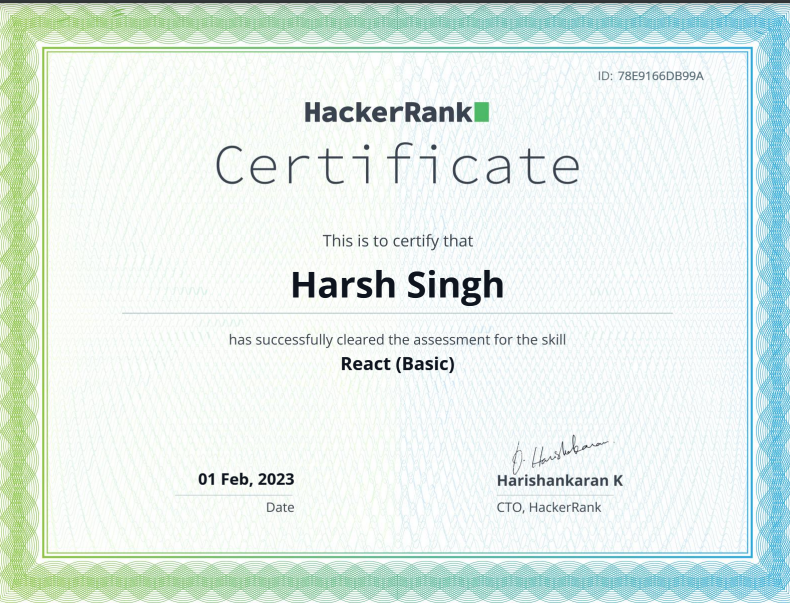 ID: 78E9166DB99A
HackerRank
Certificate
This is to certify that
Harsh Singh
has successfully cleared the assessment for the skill
React (Basic)
01 Feb, 2023
Date
H. Harishankaran
Harishankaran K
CTO, HackerRank